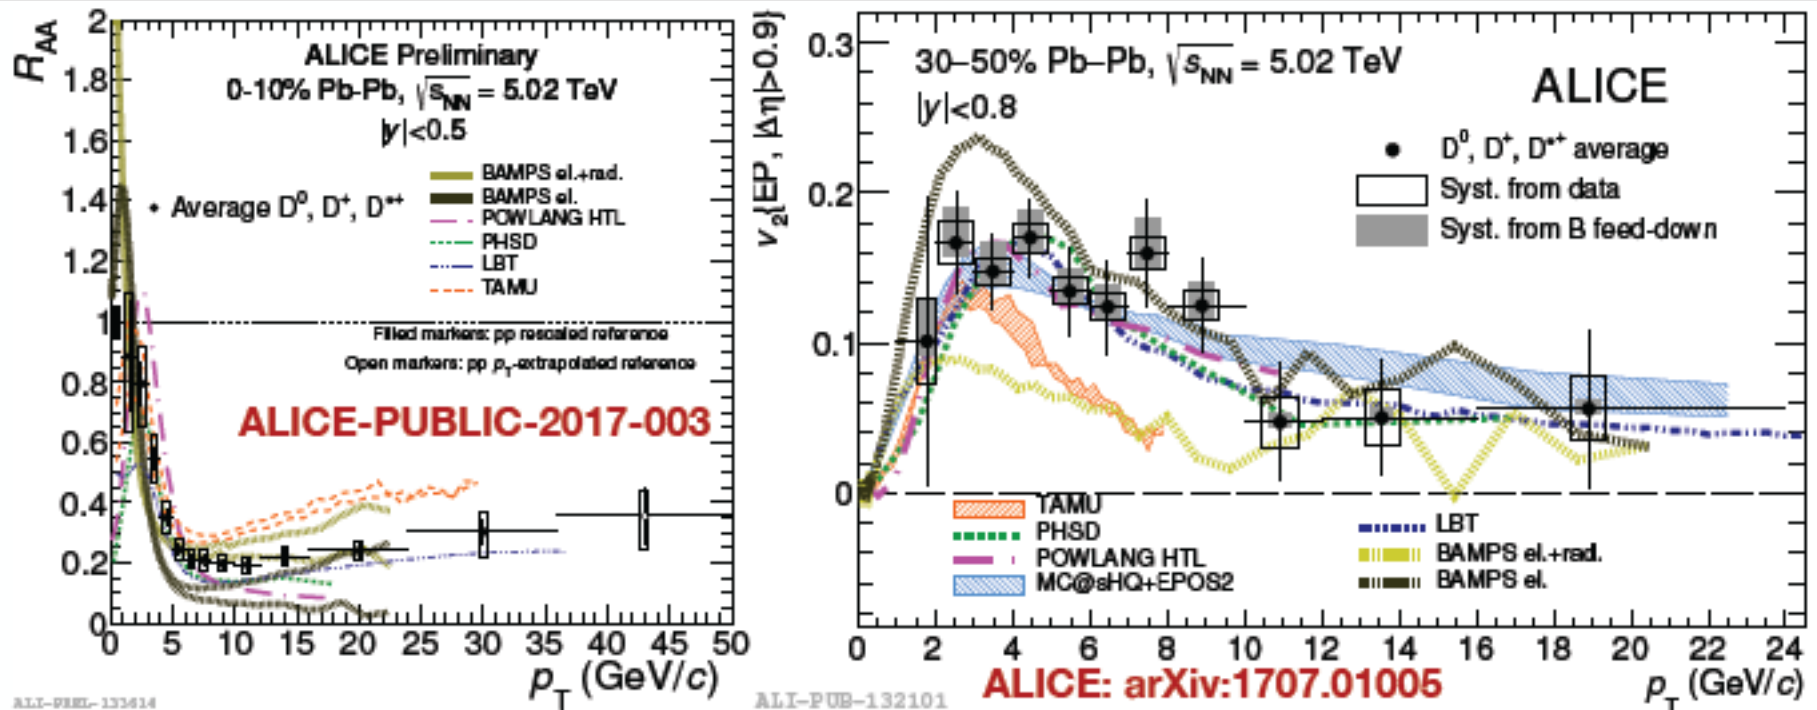 R_AA
2
1.8
1.6
1.4
1.2
1
0.8
0.6
0.4
0.2
0
ALICE Preliminary
0-10% Pb-Pb, √s_NN = 5.02 TeV
|y|<0.5
BAMPS el.+rad.
BAMPS el.
POWLANG HTL
PHSD
LBT
TAMU
Average D⁰, D⁺, D*⁺
Filled markers: pp rescaled reference
Open markers: pp p_T-extrapolated reference
ALICE-PUBLIC-2017-003
0 5 10 15 20 25 30 35 40 45 50
p_T (GeV/c)
ALI-PREL-133614
v₂{EP, |Δη|>0.9}
0.3
0.2
0.1
0
30–50% Pb–Pb, √s_NN = 5.02 TeV
|y|<0.8
ALICE
D⁰, D⁺, D*⁺ average
Syst. from data
Syst. from B feed-down
TAMU
PHSD
POWLANG HTL
MC@sHQ+EPOS2
LBT
BAMPS el.+rad.
BAMPS el.
0 2 4 6 8 10 12 14 16 18 20 22 24
p_T (GeV/c)
ALICE: arXiv:1707.01005
ALI-PUB-132101